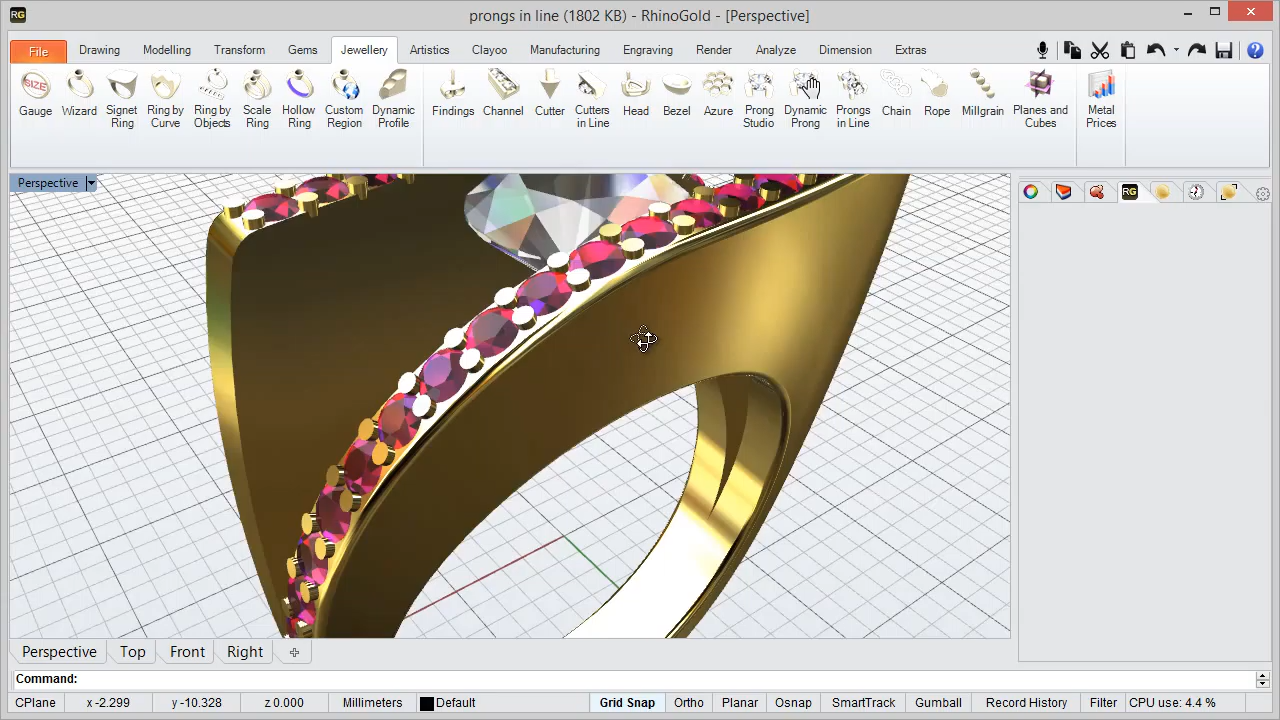 RG
prongs in line (1802 KB) - RhinoGold - [Perspective]
File Drawing Modelling Transform Gems Jewellery Artistics Clayoo Manufacturing Engraving Render Analyze Dimension Extras
SIZE
Gauge Wizard Signet Ring Ring by Curve Ring by Objects Scale Ring Hollow Ring Custom Region Dynamic Profile Findings Channel Cutter Cutters in Line Head Bezel Azure Prong Studio Dynamic Prong Prongs in Line Chain Rope Millgrain Planes and Cubes Metal Prices
Perspective
RG
Perspective Top Front Right
Command:
CPlane x -2.299 y -10.328 z 0.000 Millimeters Default Grid Snap Ortho Planar Osnap SmartTrack Gumball Record History Filter CPU use: 4.4 %